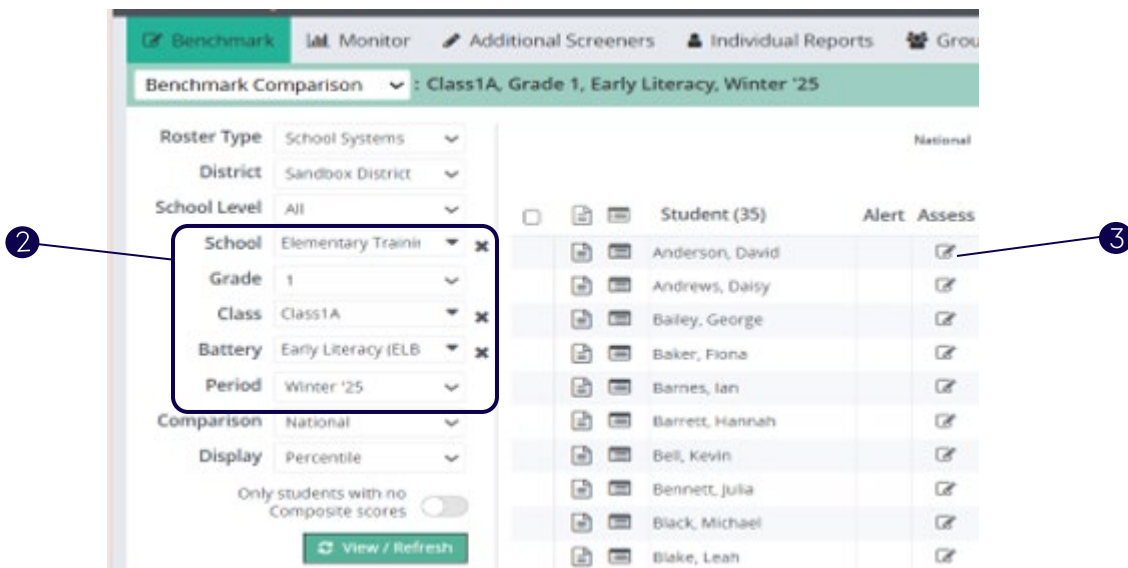 Benchmark Monitor Additional Screeners Individual Reports Grou
Benchmark Comparison : Class1A, Grade 1, Early Literacy, Winter '25
Roster Type School Systems
District Sandbox District
School Level All
School Elementary Trainin
Grade 1
Class Class1A
Battery Early Literacy (ELB
Period Winter '25
Comparison National
Display Percentile
Only students with no
Composite scores
View / Refresh
2
National
Student (35) Alert Assess
Anderson, David
Andrews, Daisy
Bailey, George
Baker, Fiona
Barnes, Ian
Barrett, Hannah
Bell, Kevin
Bennett, Julia
Black, Michael
Blake, Leah
3